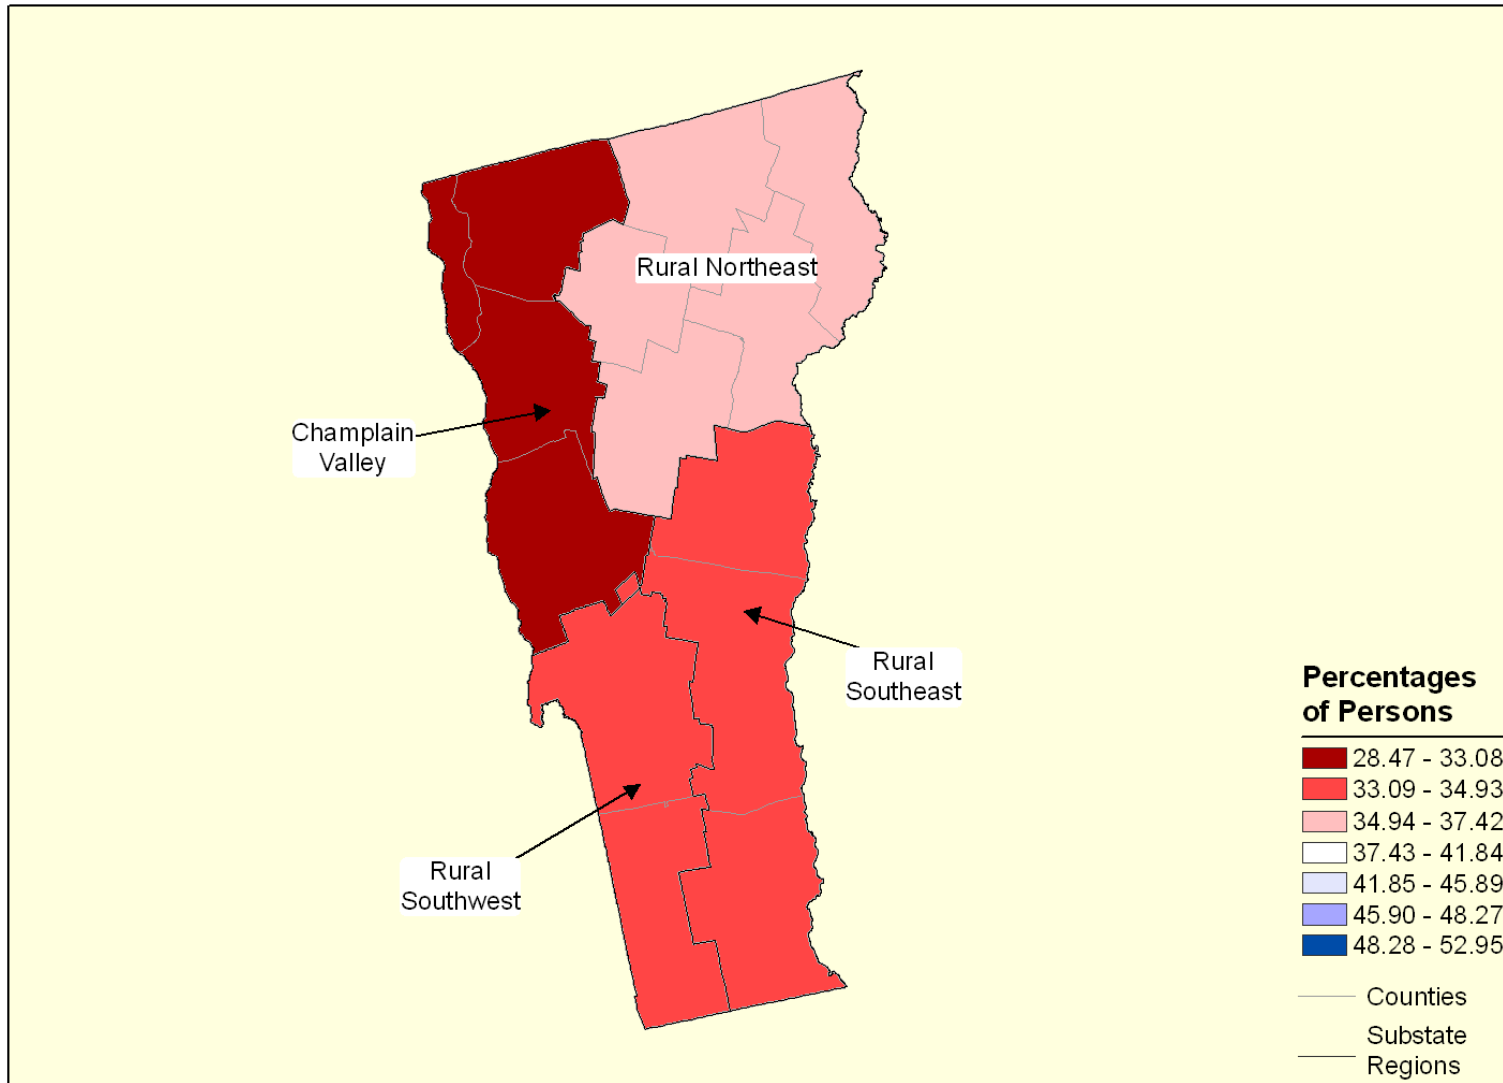 Rural Northeast
Champlain
Valley
Rural
Southeast
Rural
Southwest
Percentages
of Persons
28.47 - 33.08
33.09 - 34.93
34.94 - 37.42
37.43 - 41.84
41.85 - 45.89
45.90 - 48.27
48.28 - 52.95
Counties
Substate
Regions